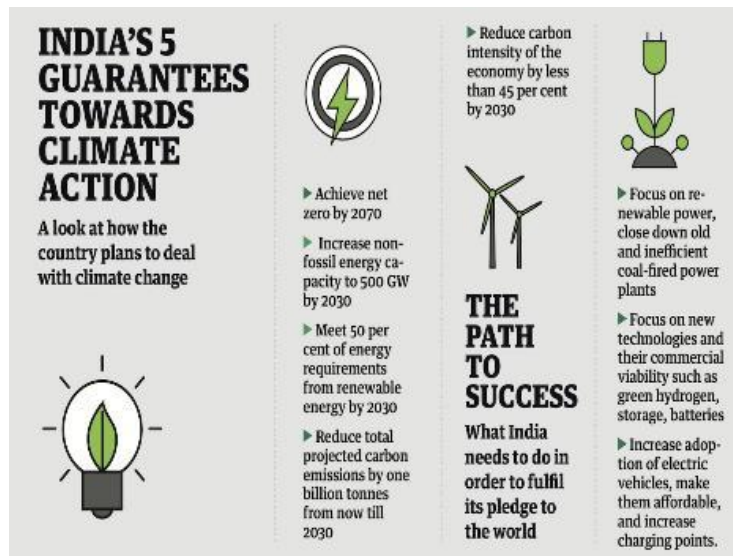 INDIA'S 5
GUARANTEES
TOWARDS
CLIMATE
ACTION
A look at how the
country plans to deal
with climate change
▶ Achieve net
zero by 2070
▶ Increase non-
fossil energy ca-
pacity to 500 GW
by 2030
▶ Meet 50 per
cent of energy
requirements
from renewable
energy by 2030
▶ Reduce total
projected carbon
emissions by one
billion tonnes
from now till
2030
▶ Reduce carbon
intensity of the
economy by less
than 45 per cent
by 2030
THE
PATH
TO
SUCCESS
What India
needs to do in
order to fulfil
its pledge to
the world
▶ Focus on re-
newable power,
close down old
and inefficient
coal-fired power
plants
▶ Focus on new
technologies and
their commercial
viability such as
green hydrogen,
storage, batteries
▶ Increase adop-
tion of electric
vehicles, make
them affordable,
and increase
charging points.